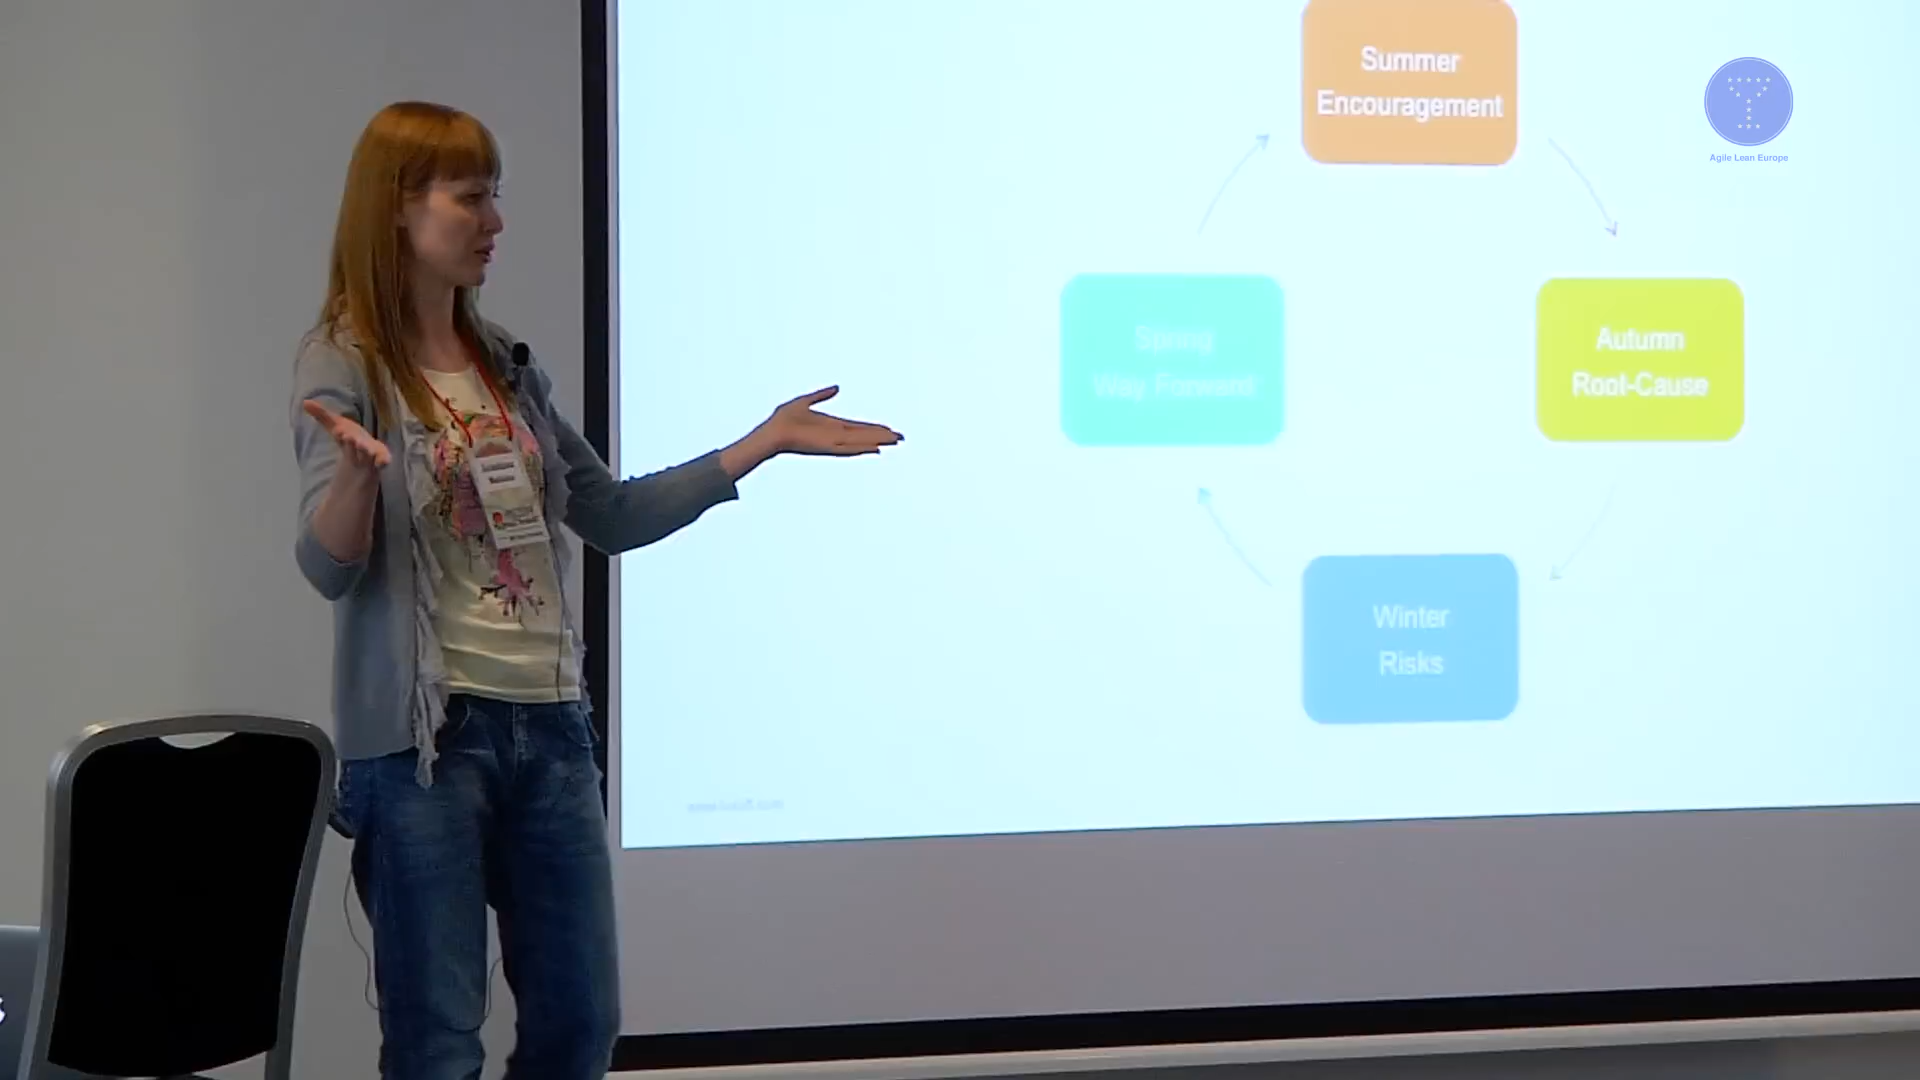 Summer
Encouragement
Agile Lean Europe
Spring
Way Forward
Autumn
Root-Cause
Winter
Risks